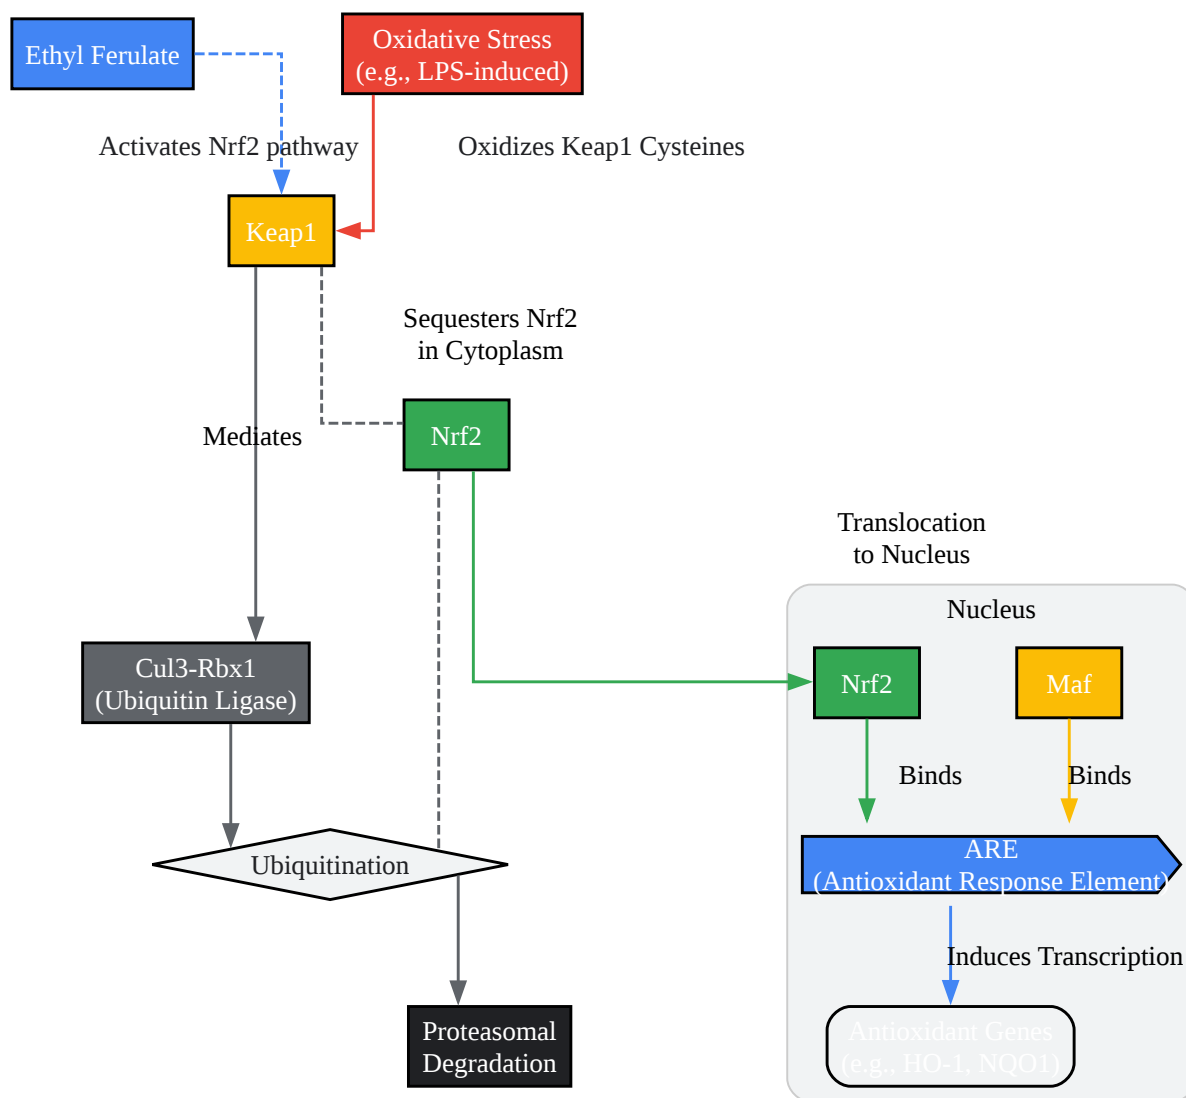 Ethyl Ferulate
Oxidative Stress
(e.g., LPS-induced)
Activates Nrf2 pathway
Oxidizes Keap1 Cysteines
Keap1
Sequesters Nrf2
in Cytoplasm
Mediates
Nrf2
Translocation
to Nucleus
Nucleus
Cul3-Rbx1
(Ubiquitin Ligase)
Nrf2
Maf
Binds
Binds
Ubiquitination
ARE
(Antioxidant Response Element)
Induces Transcription
Proteasomal
Degradation
Antioxidant Genes
(e.g., HO-1, NQO1)